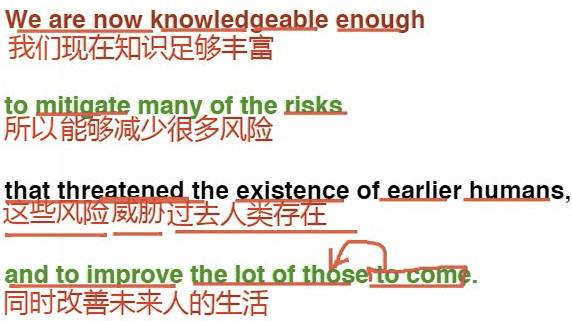 We are now knowledgeable enough
我们现在知识足够丰富
to mitigate many of the risks
所以能够减少很多风险
that threatened the existence of earlier humans,
这些风险威胁过去人类存在
and to improve the lot of those to come.
同时改善未来人的生活